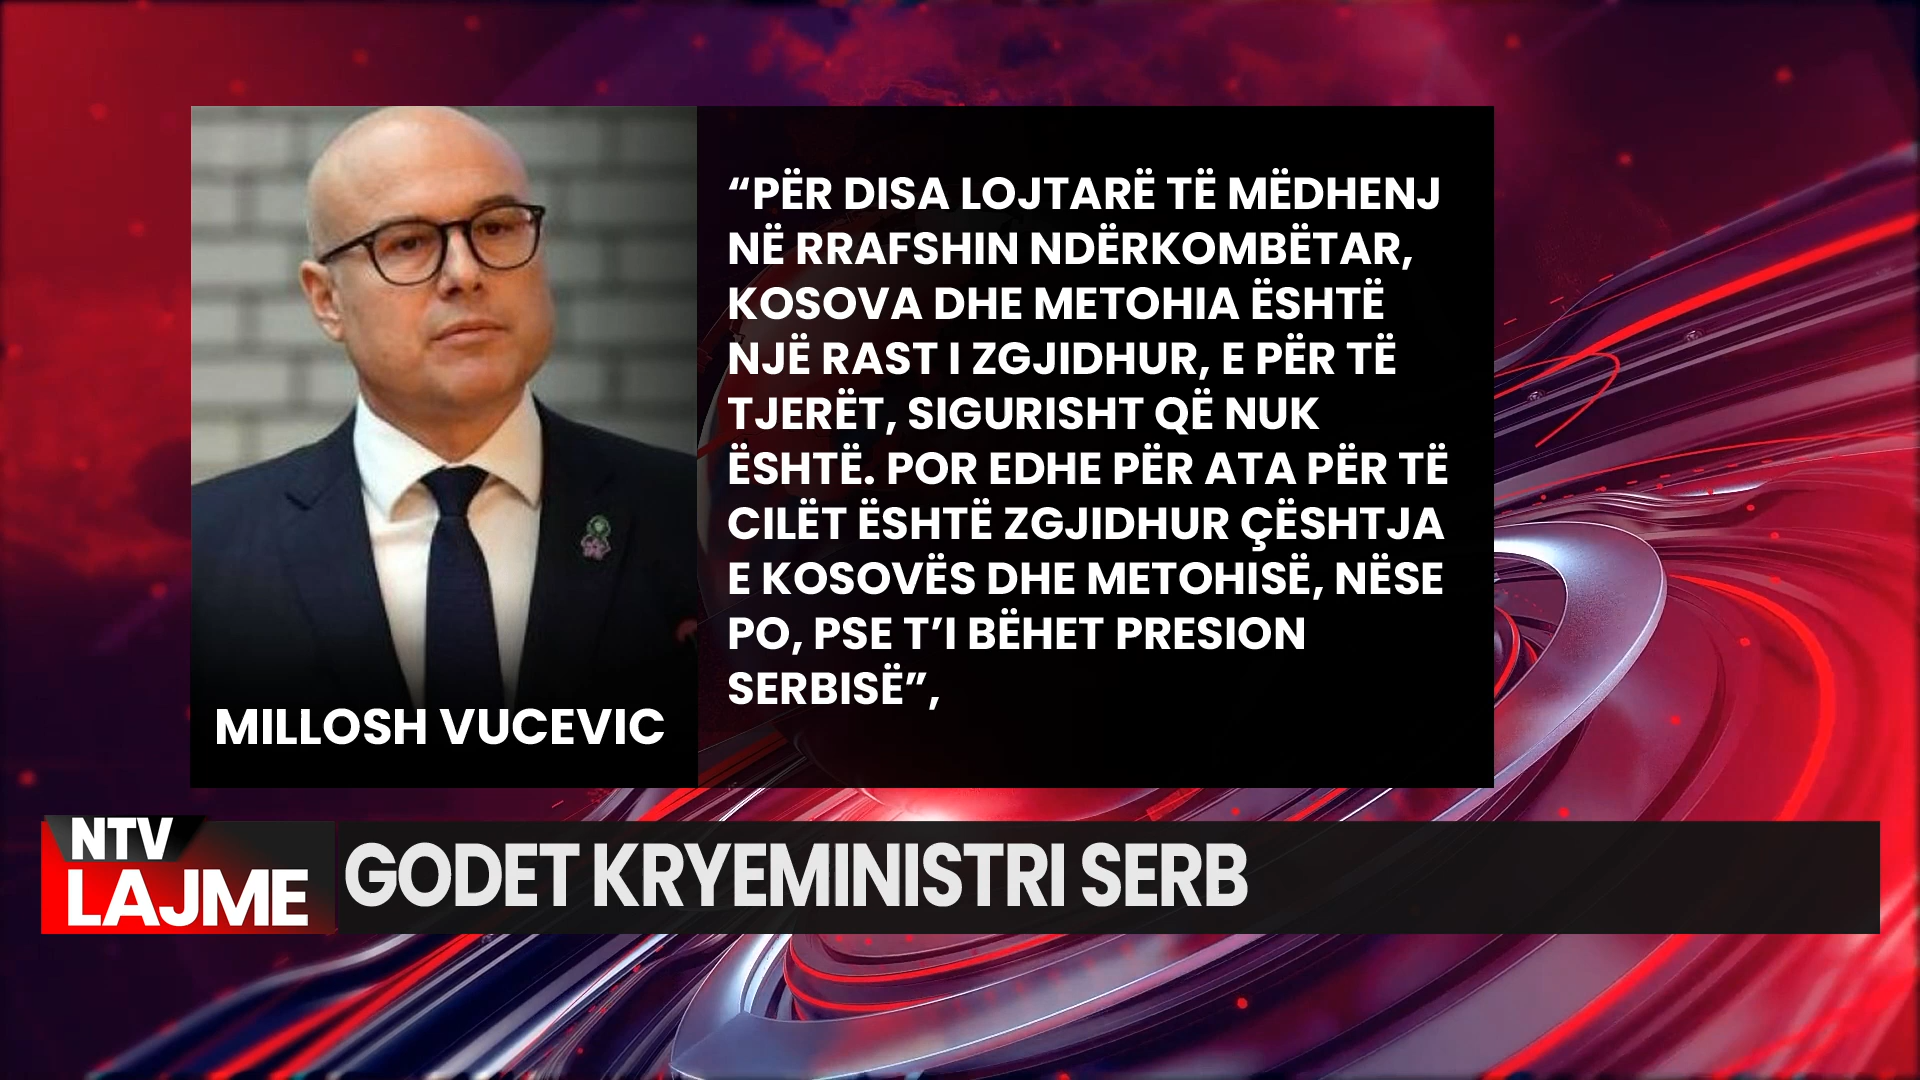 “PËR DISA LOJTARË TË MËDHENJ
NË RRAFSHIN NDËRKOMBËTAR,
KOSOVA DHE METOHIA ËSHTË
NJË RAST I ZGJIDHUR, E PËR TË
TJERËT, SIGURISHT QË NUK
ËSHTË. POR EDHE PËR ATA PËR TË
CILËT ËSHTË ZGJIDHUR ÇËSHTJA
E KOSOVËS DHE METOHISË, NËSE
PO, PSE T’I BËHET PRESION
SERBISË”,
MILLOSH VUCEVIC
NTV
LAJME
GODET KRYEMINISTRI SERB